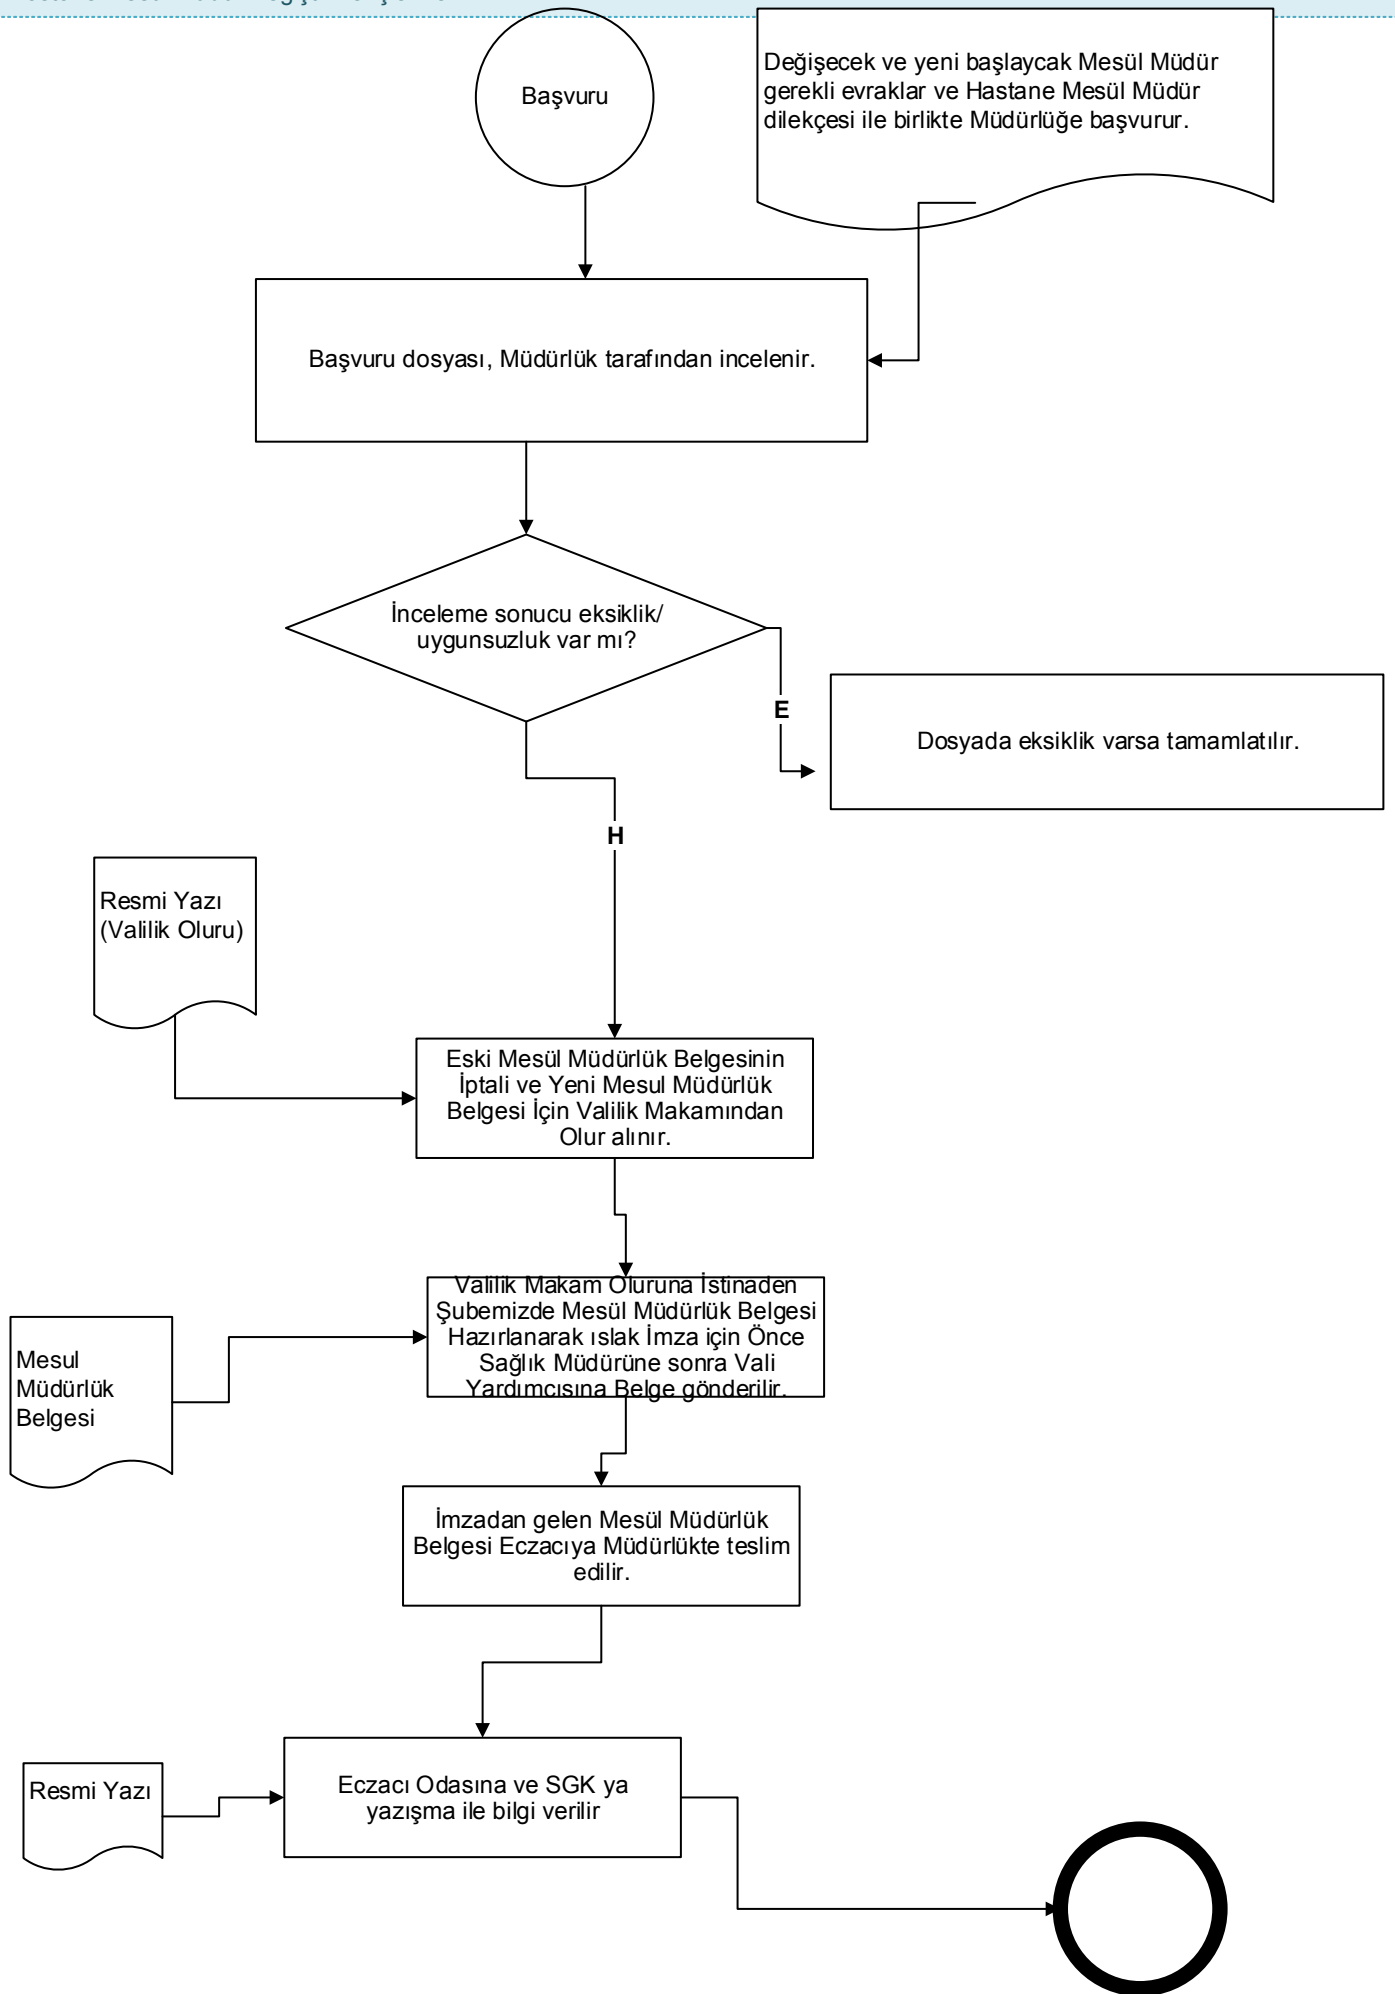 Başvuru
Değişecek ve yeni başlaycak Mesül Müdür
gerekli evraklar ve Hastane Mesül Müdür
dilekçesi ile birlikte Müdürlüğe başvurur.
Başvuru dosyası, Müdürlük tarafından incelenir.
İnceleme sonucu eksiklik/
uygunsuzluk var mı?
E
Dosyada eksiklik varsa tamamlatılır.
H
Resmi Yazı
(Valilik Oluru)
Eski Mesül Müdürlük Belgesinin
İptali ve Yeni Mesul Müdürlük
Belgesi İçin Valilik Makamından
Olur alınır.
Valilik Makam Oluruna İstinaden
Şubemizde Mesül Müdürlük Belgesi
Hazırlanarak ıslak İmza için Önce
Sağlık Müdürüne sonra Vali
Yardımcısına Belge gönderilir.
Mesul
Müdürlük
Belgesi
İmzadan gelen Mesül Müdürlük
Belgesi Eczacıya Müdürlükte teslim
edilir.
Resmi Yazı
Eczacı Odasına ve SGK ya
yazışma ile bilgi verilir